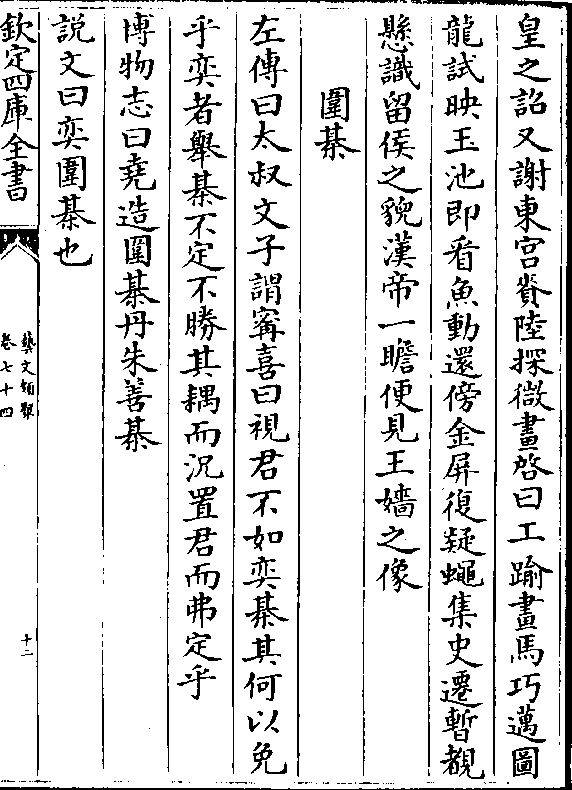 皇之詔又謝東宫賚陸探微畫啓曰工踰畫馬巧邁圖
龍試映玉池即看魚動還傍金屏復疑蠅集史遷暫覩
懸識留侯之貌漢帝一瞻便見王嬙之像
圍棊
左傳曰太叔文子謂甯喜曰視君不如奕棊其何以免
乎奕者舉棊不定不勝其耦而況置君而弗定乎
博物志曰堯造圍棊丹朱善棊
説文曰奕圍棊也
欽定四庫全書
藝文類聚
卷七十四
十二